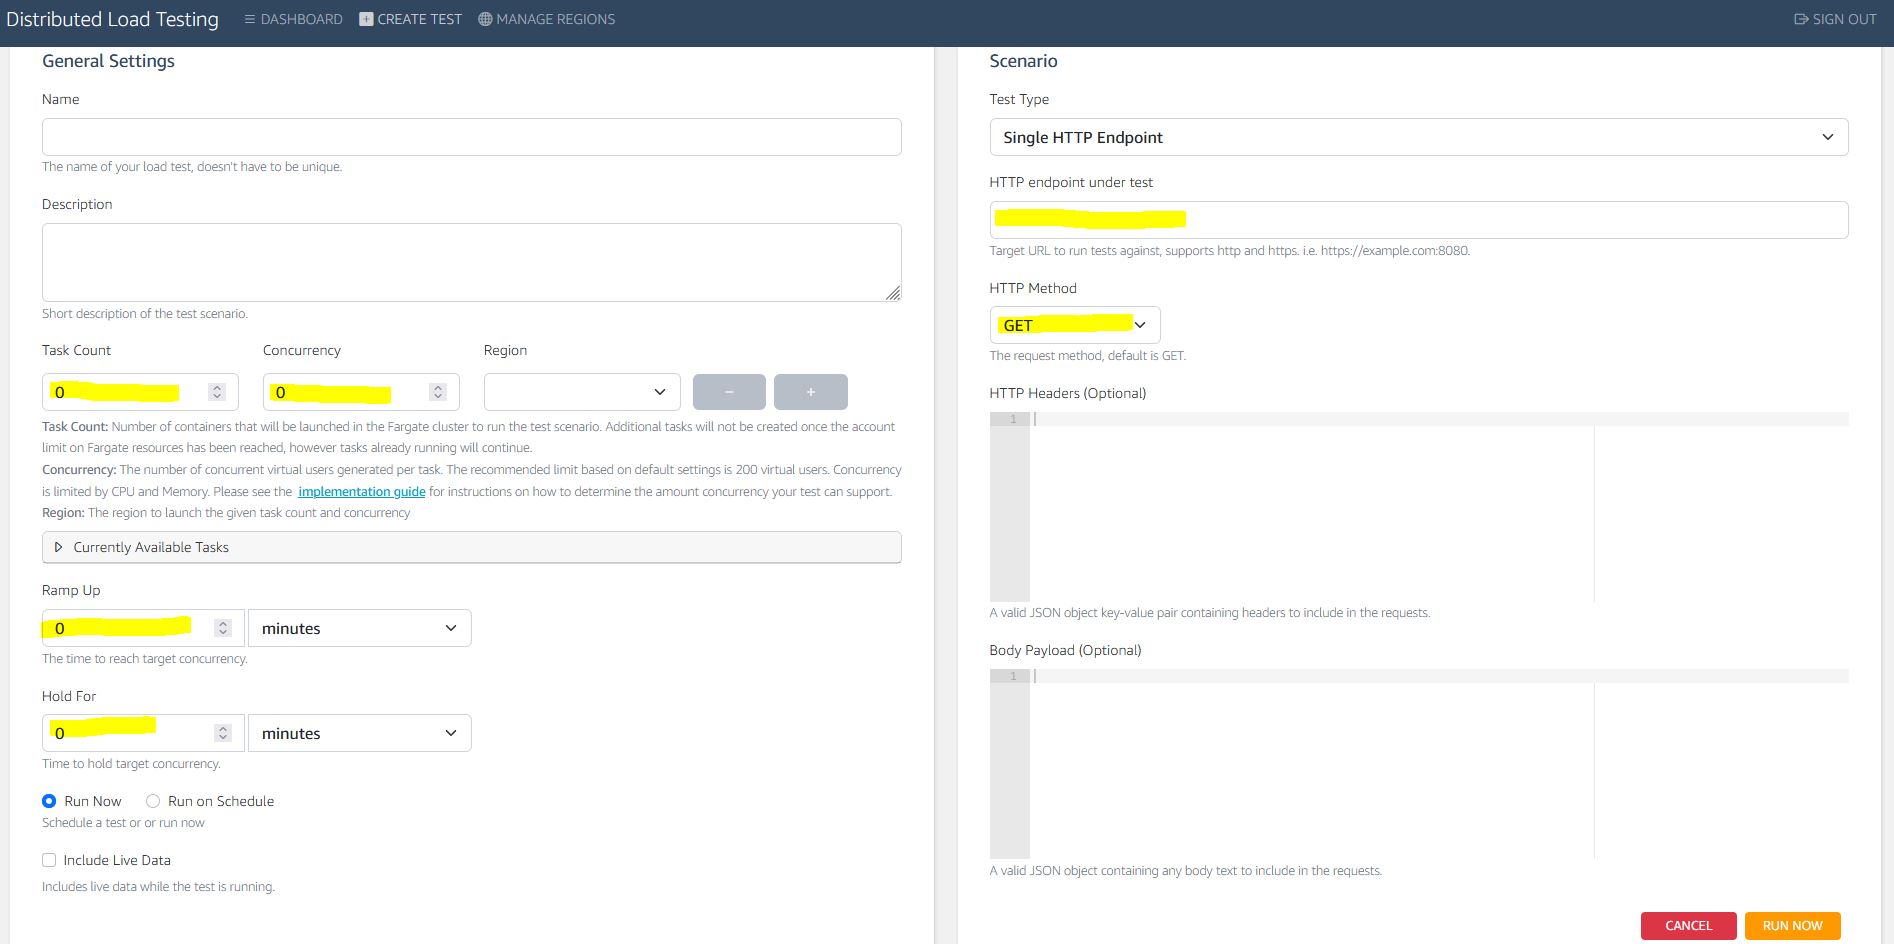 Distributed Load Testing DASHBOARD CREATE TEST MANAGE REGIONS SIGN OUT
General Settings
Name
The name of your load test, doesn't have to be unique.
Description
Short description of the test scenario.
Task Count Concurrency Region
0 0 − +
Task Count: Number of containers that will be launched in the Fargate cluster to run the test scenario. Additional tasks will not be created once the account
limit on Fargate resources has been reached, however tasks already running will continue.
Concurrency: The number of concurrent virtual users generated per task. The recommended limit based on default settings is 200 virtual users. Concurrency
is limited by CPU and Memory. Please see the implementation guide for instructions on how to determine the amount concurrency your test can support.
Region: The region to launch the given task count and concurrency
Currently Available Tasks
Ramp Up
0 minutes
The time to reach target concurrency.
Hold For
0 minutes
Time to hold target concurrency.
Run Now Run on Schedule
Schedule a test or or run now
Include Live Data
Includes live data while the test is running.
Scenario
Test Type
Single HTTP Endpoint
HTTP endpoint under test
Target URL to run tests against, supports http and https. i.e. https://example.com:8080.
HTTP Method
GET
The request method, default is GET.
HTTP Headers (Optional)
1
A valid JSON object key-value pair containing headers to include in the requests.
Body Payload (Optional)
1
A valid JSON object containing any body text to include in the requests.
CANCEL RUN NOW